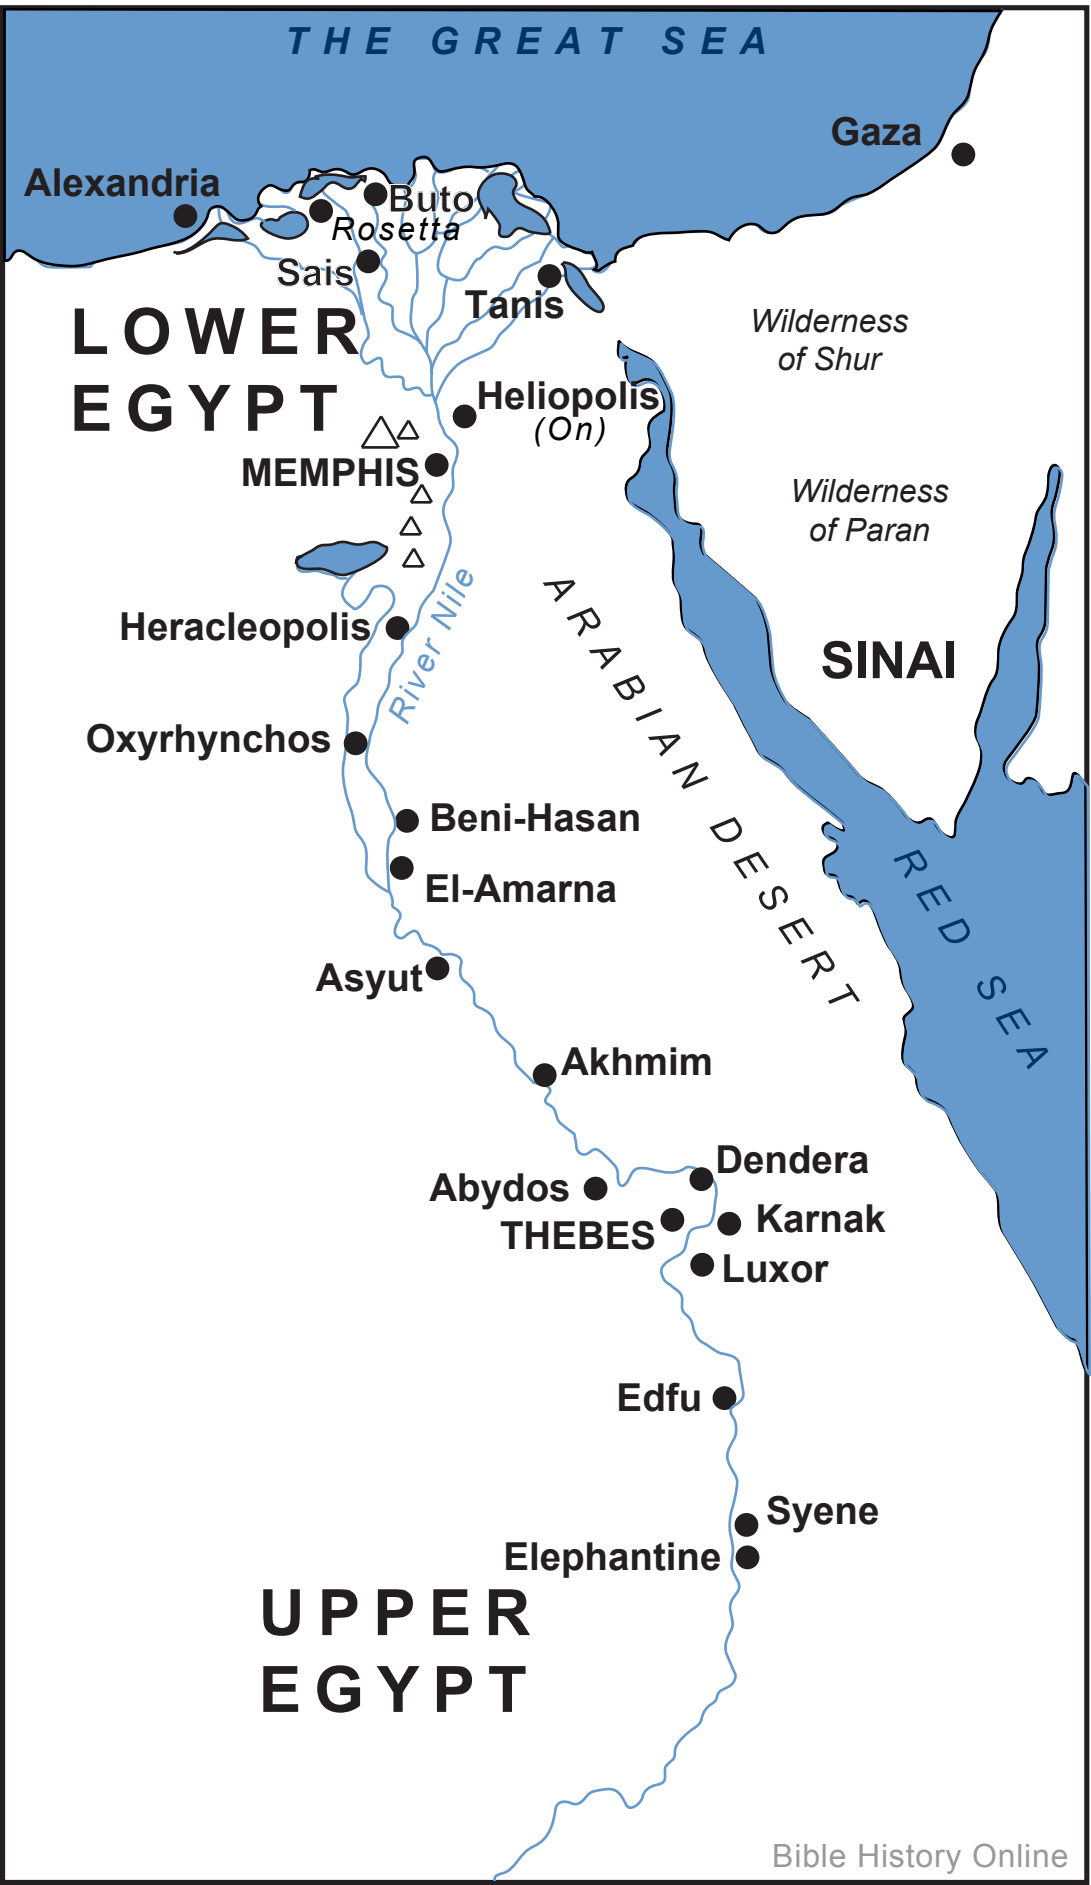 THE GREAT SEA
Gaza
Alexandria
Buto
Rosetta
Sais
Tanis
LOWER
EGYPT
Wilderness
of Shur
Heliopolis
(On)
MEMPHIS
Wilderness
of Paran
River Nile
ARABIAN DESERT
Heracleopolis
SINAI
Oxyrhynchos
Beni-Hasan
El-Amarna
RED SEA
Asyut
Akhmim
Dendera
Abydos
Karnak
THEBES
Luxor
Edfu
Syene
Elephantine
UPPER
EGYPT
Bible History Online